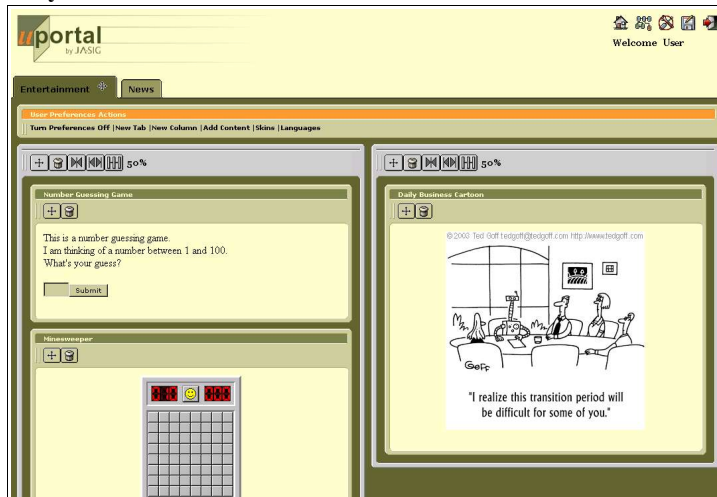 uportal
by JASIG
Welcome User
Entertainment
News
User Preferences Actions
Turn Preferences Off |New Tab |New Column |Add Content |Skins |Languages
50%
50%
Number Guessing Game
This is a number guessing game.
I am thinking of a number between 1 and 100.
What's your guess?
Submit
Minesweeper
010
000
Daily Business Cartoon
© 2002 Ted Goff tedgoff@tedgoff.com http://www.tedgoff.com
GOFF
"I realize this transition period will
be difficult for some of you."